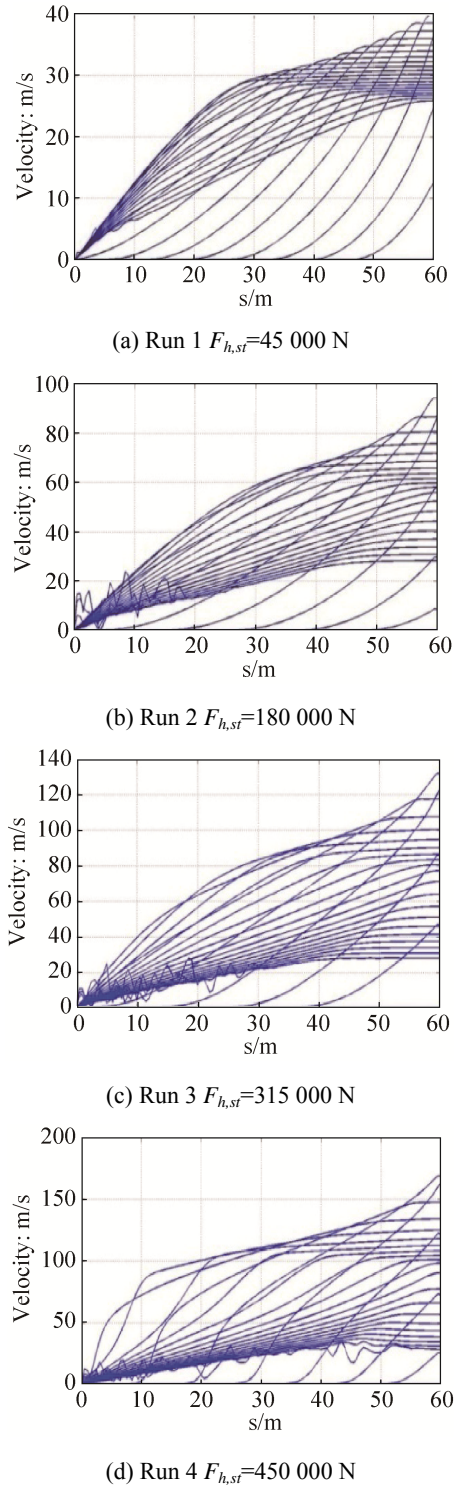 40
30
20
10
0
Velocity: m/s
0 10 20 30 40 50 60
s/m
(a) Run 1 F_{h,st}=45 000 N
100
80
60
40
20
0
Velocity: m/s
0 10 20 30 40 50 60
s/m
(b) Run 2 F_{h,st}=180 000 N
140
120
100
80
60
40
20
0
Velocity: m/s
0 10 20 30 40 50 60
s/m
(c) Run 3 F_{h,st}=315 000 N
200
150
100
50
0
Velocity: m/s
0 10 20 30 40 50 60
s/m
(d) Run 4 F_{h,st}=450 000 N